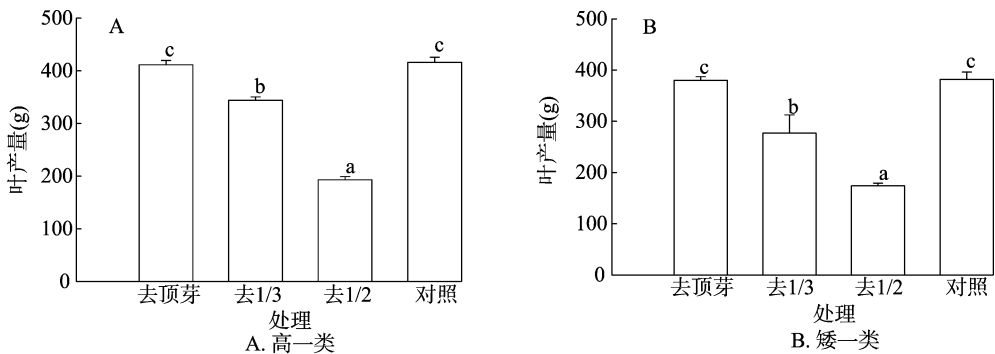 A
500
400
300
200
100
0
叶产量(g)
c
b
a
c
去顶芽 去1/3 去1/2 对照
处理
A. 高一类
B
500
400
300
200
100
0
叶产量(g)
c
b
a
c
去顶芽 去1/3 去1/2 对照
处理
B. 矮一类